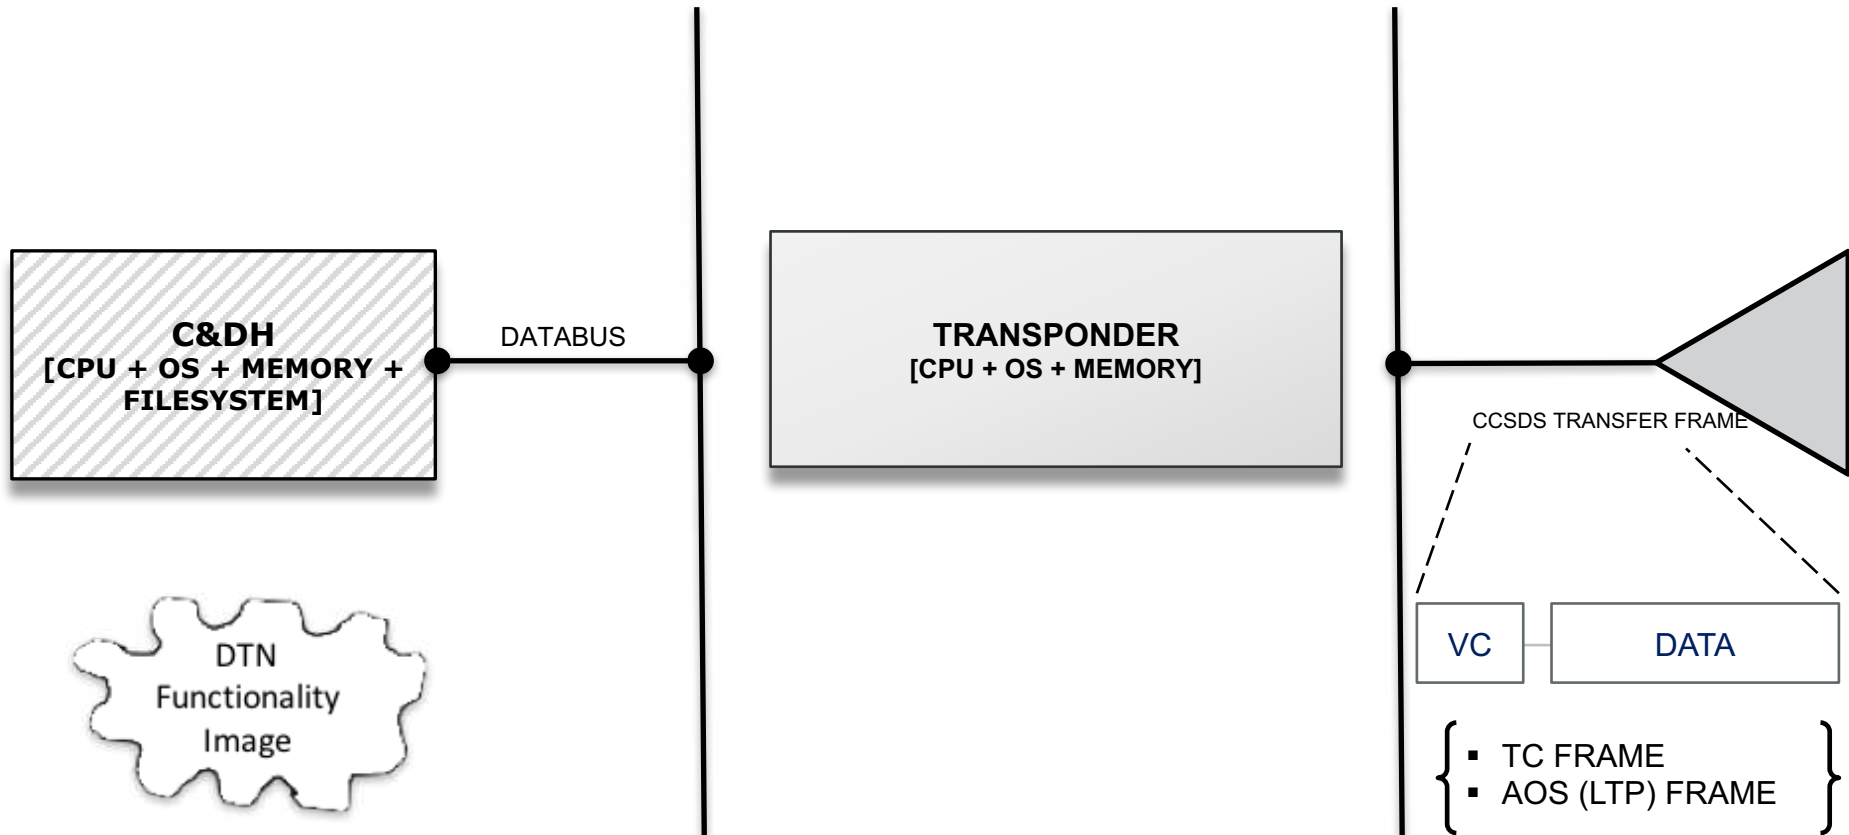 C&DH
[CPU + OS + MEMORY +
FILESYSTEM]
DATABUS
TRANSPONDER
[CPU + OS + MEMORY]
CCSDS TRANSFER FRAME
VC
DATA
▪ TC FRAME
▪ AOS (LTP) FRAME
DTN
Functionality
Image